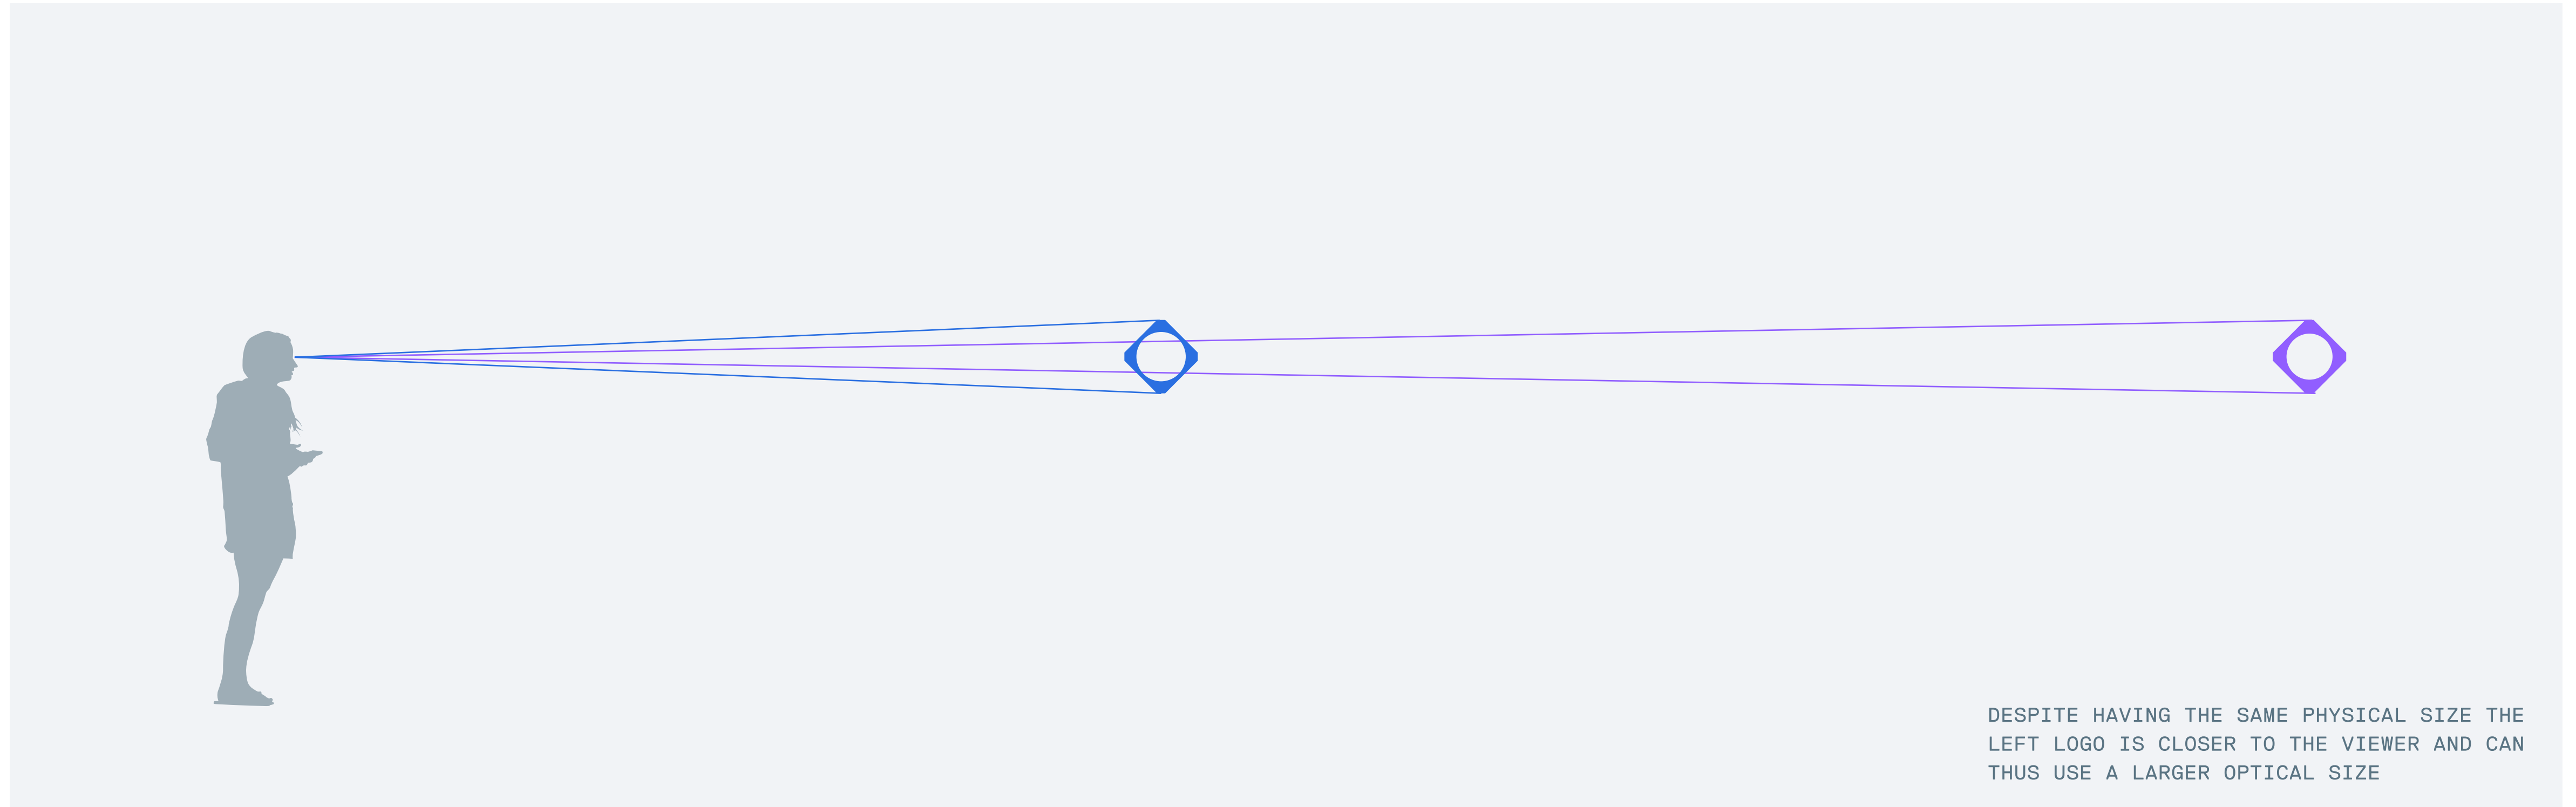 DESPITE HAVING THE SAME PHYSICAL SIZE THE
LEFT LOGO IS CLOSER TO THE VIEWER AND CAN
THUS USE A LARGER OPTICAL SIZE